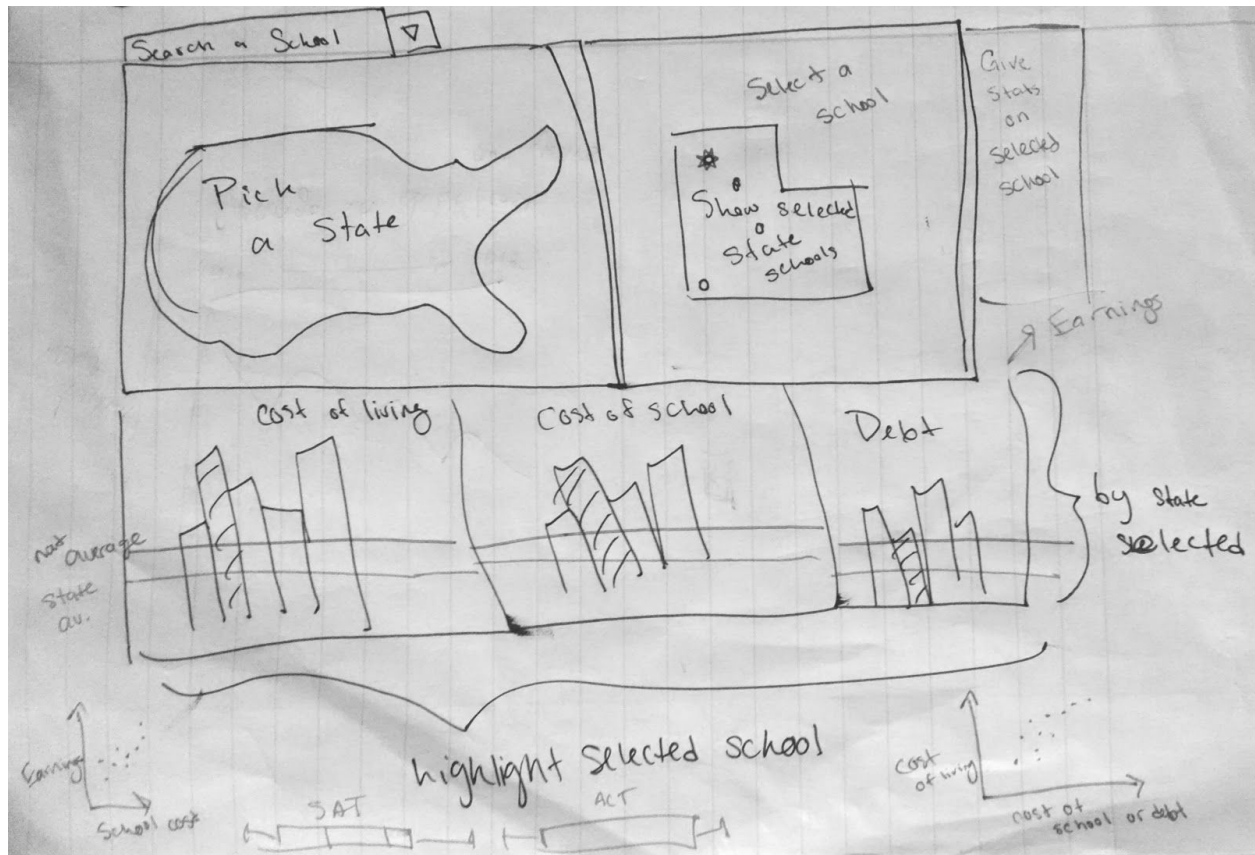 Search a School
Pick
a State
Select a
school
Show selected
State
schools
Give
Stats
on
selected
school
Earnings
Cost of living
Cost of school
Debt
nat average
state
av.
by state
selected
highlight selected school
Earning
School cost
SAT
ACT
cost
of living
cost of
school or debt